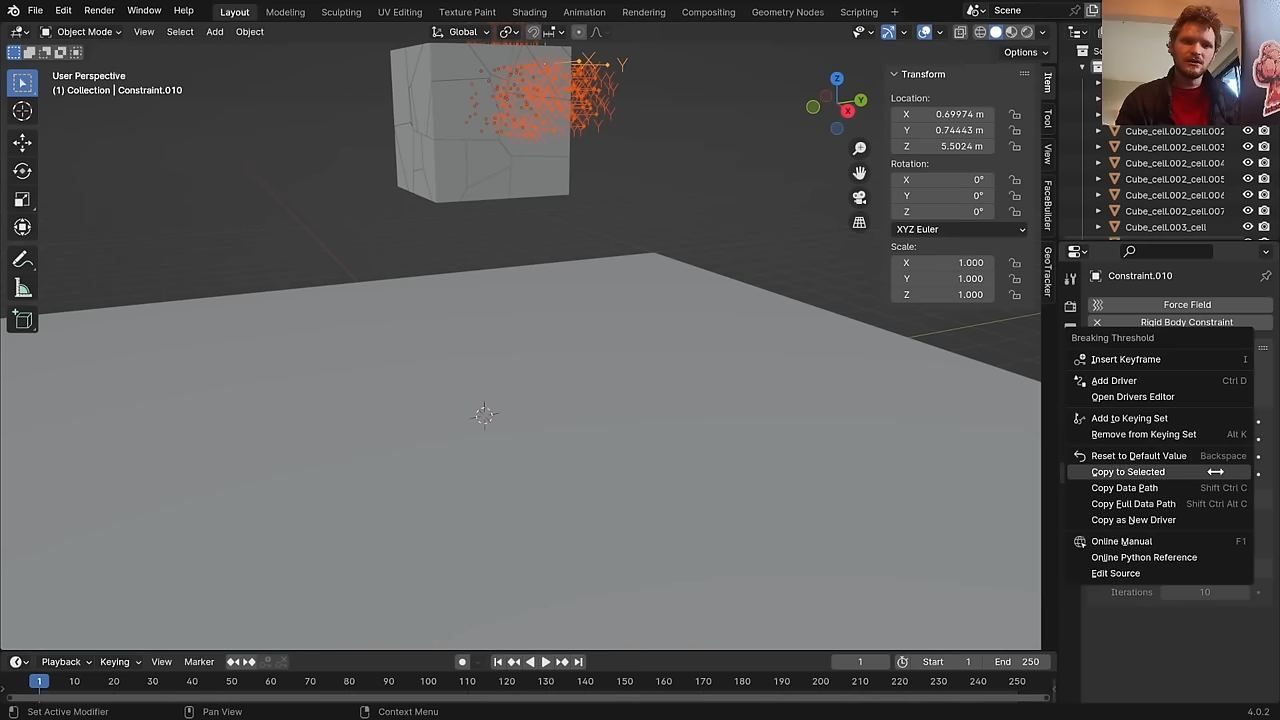 File Edit Render Window Help Layout Modeling Sculpting UV Editing Texture Paint Shading Animation Rendering Compositing Geometry Nodes Scripting + Scene
Object Mode View Select Add Object Global
Options
User Perspective
(1) Collection | Constraint.010
Z
Y
X
Y
X
Transform
Location:
X 0.69974 m
Y 0.74443 m
Z 5.5024 m
Rotation:
X 0°
Y 0°
Z 0°
XYZ Euler
Scale:
X 1.000
Y 1.000
Z 1.000
Item
Tool
View
FaceBuilder
GeoTracker
Cube_cell.002_cell.002
Cube_cell.002_cell.003
Cube_cell.002_cell.004
Cube_cell.002_cell.005
Cube_cell.002_cell.006
Cube_cell.002_cell.007
Cube_cell.003_cell
Constraint.010
Force Field
Rigid Body Constraint
Breaking Threshold
Insert Keyframe I
Add Driver Ctrl D
Open Drivers Editor
Add to Keying Set
Remove from Keying Set Alt K
Reset to Default Value Backspace
Copy to Selected
Copy Data Path Shift Ctrl C
Copy Full Data Path Shift Ctrl Alt C
Copy as New Driver
Online Manual F1
Online Python Reference
Edit Source
Iterations 10
Playback Keying View Marker 1 Start 1 End 250
1 10 20 30 40 50 60 70 80 90 100 110 120 130 140 150 160 170 180 190 200 210 220 230 240 250
Set Active Modifier Pan View Context Menu 4.0.2